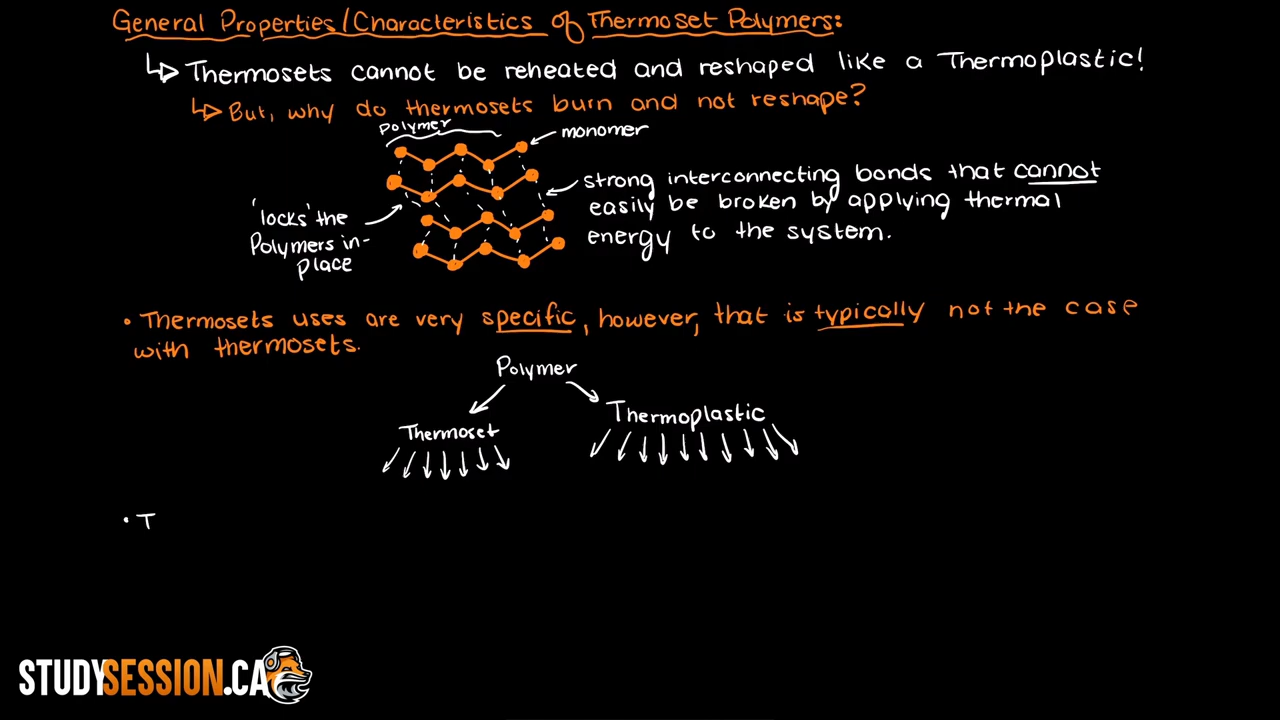 General Properties/Characteristics of Thermoset Polymers:
↳ Thermosets cannot be reheated and reshaped like a Thermoplastic!
↳ But, why do thermosets burn and not reshape?
Polymer
monomer
strong interconnecting bonds that cannot
easily be broken by applying thermal
energy to the system.
'locks' the
Polymers in-
place
• Thermosets uses are very specific, however, that is typically not the case
with thermosets.
Polymer
Thermoset
Thermoplastic
• T
STUDYSESSION.CA